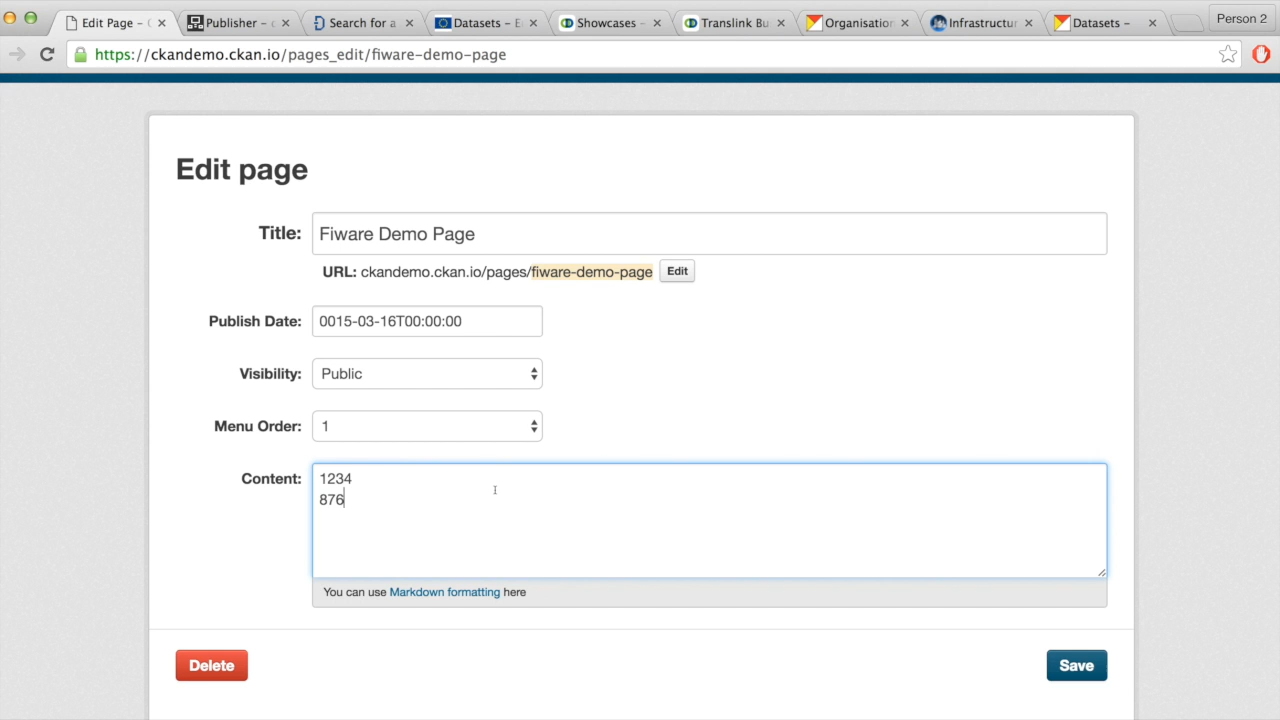 Edit Page - C
Publisher - c
Search for a
Datasets - E
Showcases -
Translink Bu
Organisation
Infrastructur
Datasets -
Person 2
https://ckandemo.ckan.io/pages_edit/fiware-demo-page
Edit page
Title: Fiware Demo Page
URL: ckandemo.ckan.io/pages/fiware-demo-page Edit
Publish Date: 0015-03-16T00:00:00
Visibility: Public
Menu Order: 1
Content: 1234
876
You can use Markdown formatting here
Delete Save